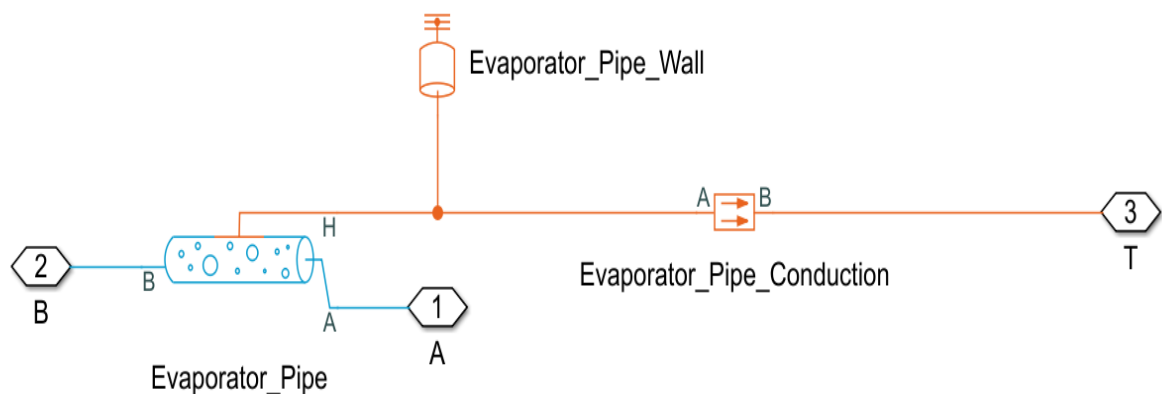 Evaporator_Pipe_Wall
H
A B
3
T
2
B
B
Evaporator_Pipe_Conduction
A
1
A
Evaporator_Pipe